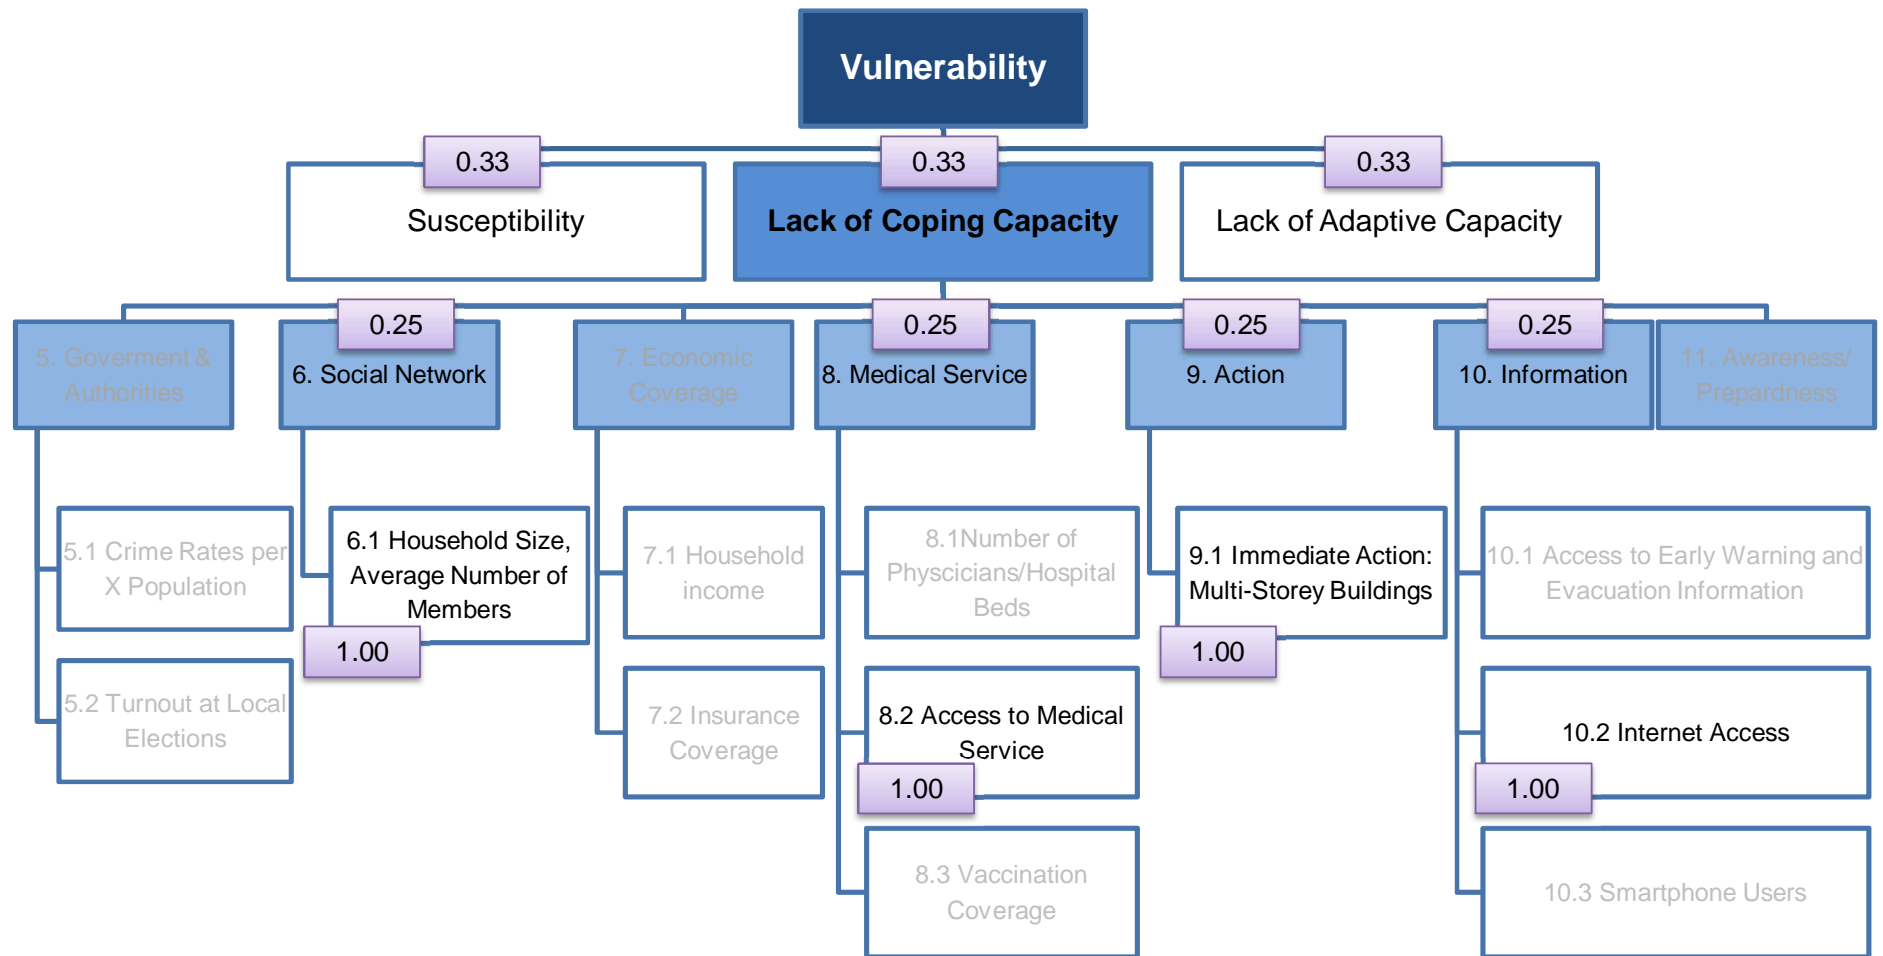 Vulnerability
0.33
0.33
0.33
Susceptibility
Lack of Coping Capacity
Lack of Adaptive Capacity
0.25
0.25
0.25
0.25
5. Goverment &
Authorities
6. Social Network
7. Economic
Coverage
8. Medical Service
9. Action
10. Information
11. Awareness/
Prepardness
5.1 Crime Rates per
X Population
6.1 Household Size,
Average Number of
Members
1.00
7.1 Household
income
8.1Number of
Physcicians/Hospital
Beds
9.1 Immediate Action:
Multi-Storey Buildings
1.00
10.1 Access to Early Warning and
Evacuation Information
5.2 Turnout at Local
Elections
7.2 Insurance
Coverage
8.2 Access to Medical
Service
1.00
10.2 Internet Access
1.00
8.3 Vaccination
Coverage
10.3 Smartphone Users